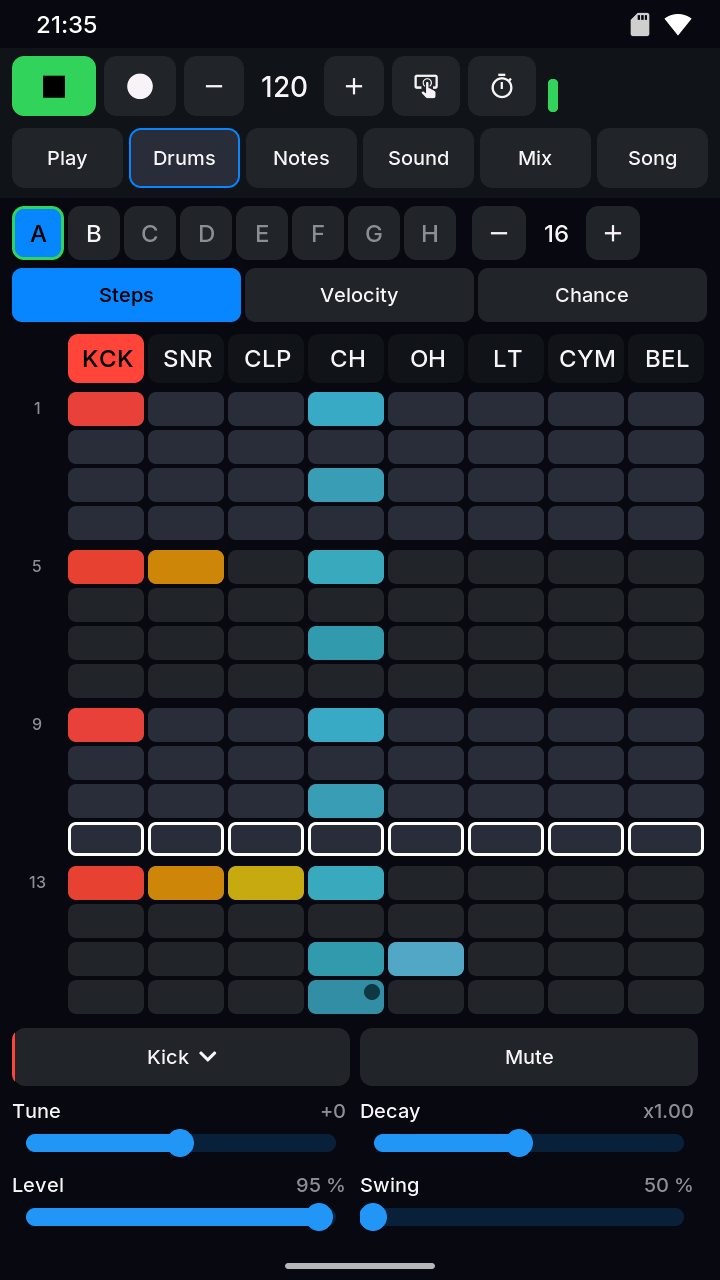 21:35
120
Play Drums Notes Sound Mix Song
A B C D E F G H 16
Steps Velocity Chance
KCK SNR CLP CH OH LT CYM BEL
1
5
9
13
Kick Mute
Tune +0 Decay x1.00
Level 95 % Swing 50 %